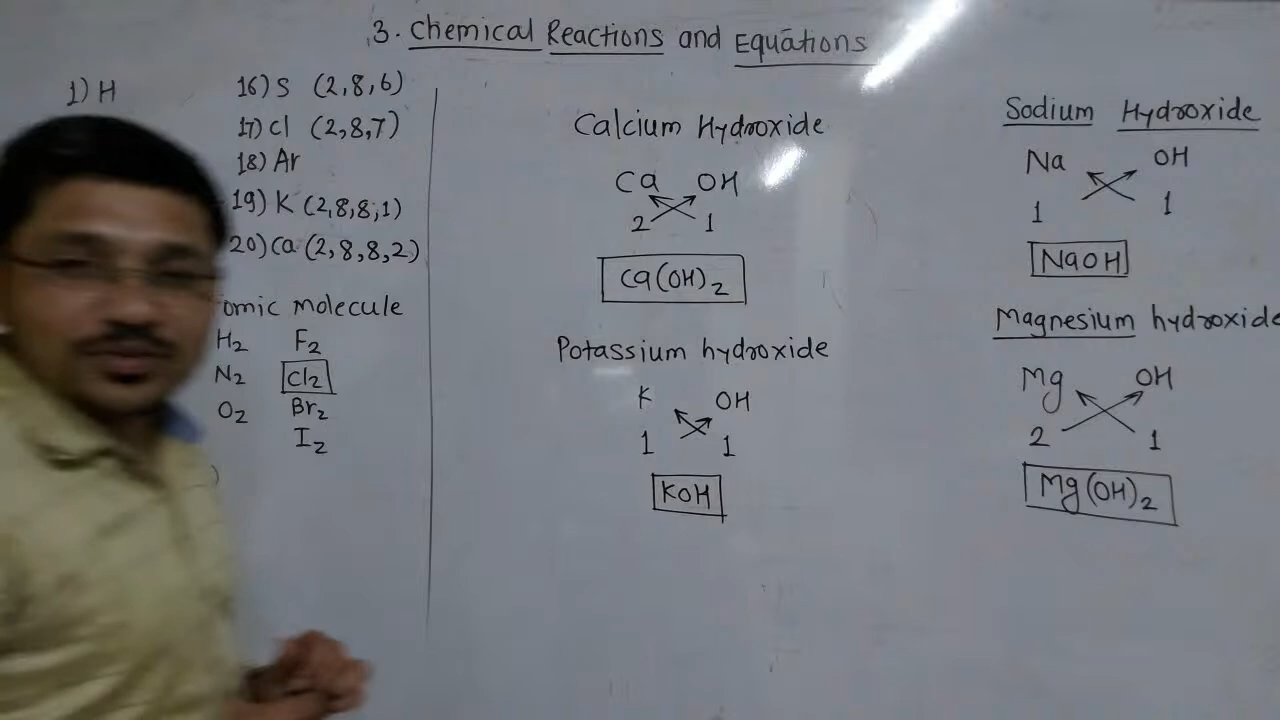 3. Chemical Reactions and Equations
1) H
16) S (2,8,6)
17) Cl (2,8,7)
18) Ar
19) K (2,8,8,1)
20) Ca (2,8,8,2)
omic molecule
H₂ F₂
N₂ Cl₂
O₂ Br₂
I₂
)
Calcium Hydroxide
Ca OH
2 1
Ca(OH)₂
Potassium hydroxide
K OH
1 1
KOH
Sodium Hydroxide
Na OH
1 1
NaOH
Magnesium hydroxide
Mg OH
2 1
Mg(OH)₂